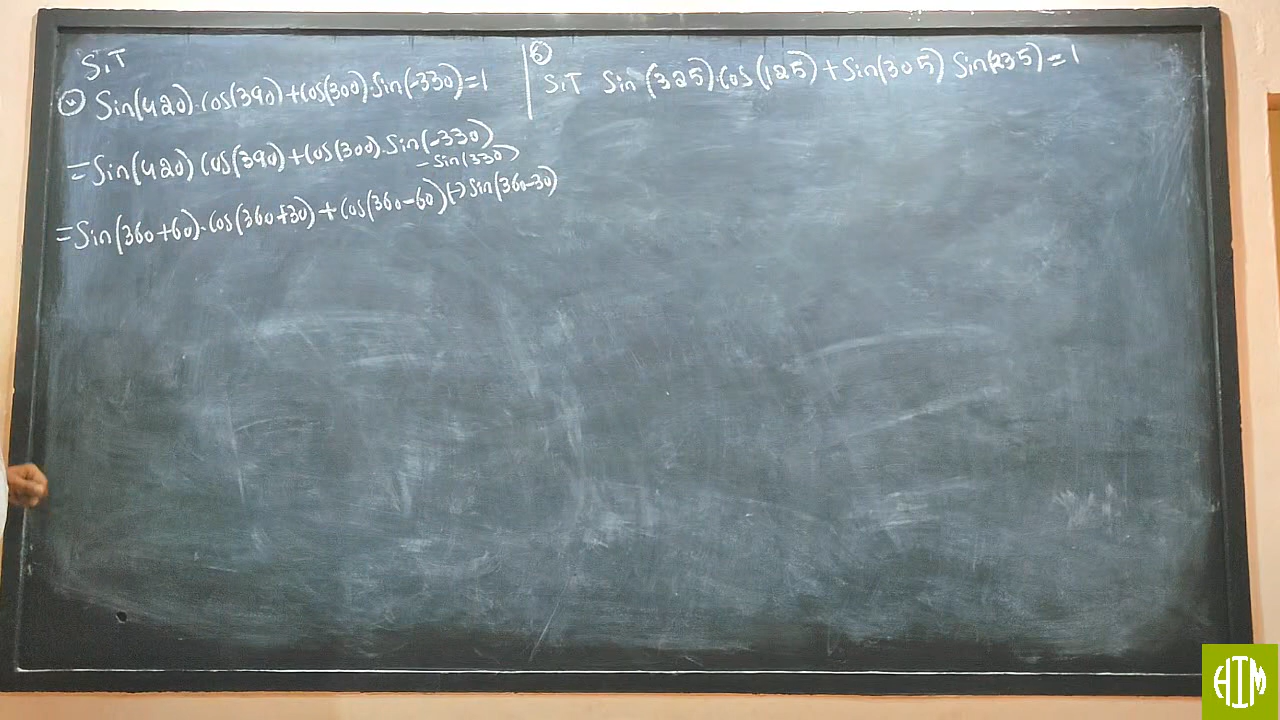 S.T
Sin(420).Cos(390)+Cos(300).Sin(-330)=1
=Sin(420) Cos(390)+Cos(300).Sin(-330)
-Sin(330)
=Sin(360+60).Cos(360+30)+Cos(360-60)(-)Sin(360-30)
S.T Sin(325).Cos(125)+Sin(305) Sin(235)=1
HIM